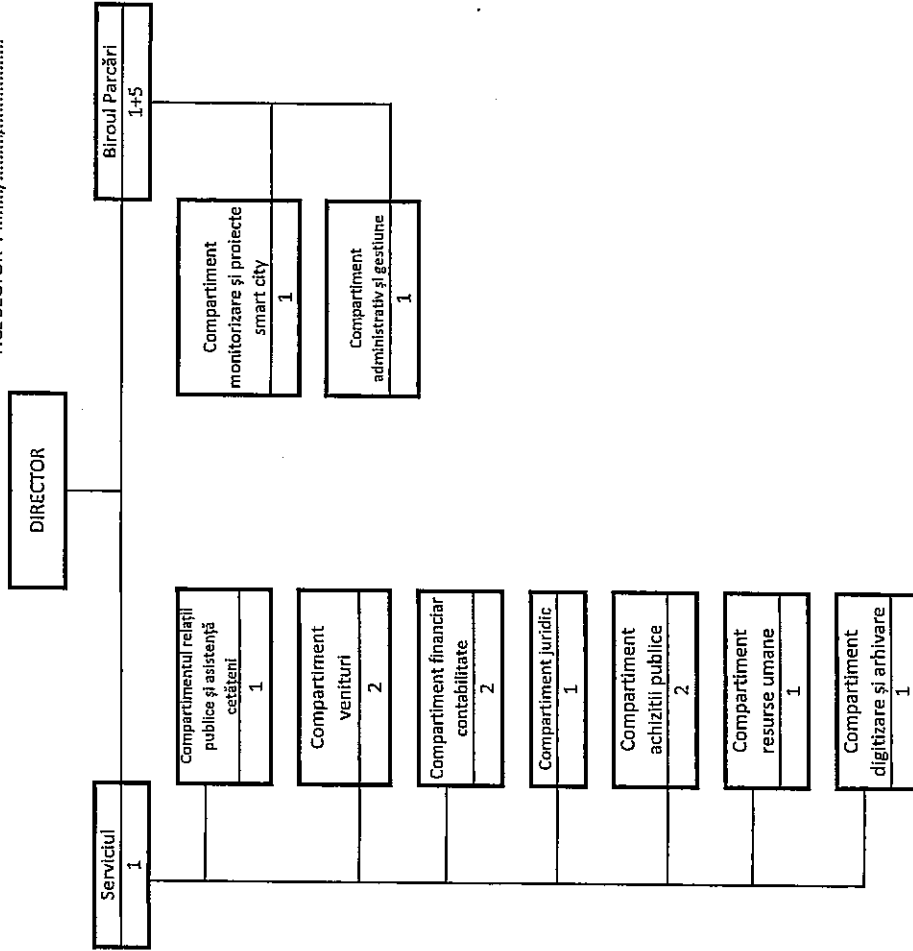 DIRECTOR
Serviciul
1
Compartimentul relații
publice și asistență
cetăteni
1
Compartiment
venituri
2
Compartiment financiar
contabilitate
2
Compartiment juridic
1
Compartiment
achizitii publice
2
Compartiment
resurse umane
1
Compartiment
digitizare și arhivare
1
Biroul Parcări
1+5
Compartiment
monitorizare și proiecte
smart city
1
Compartiment
administrativ și gestiune
1